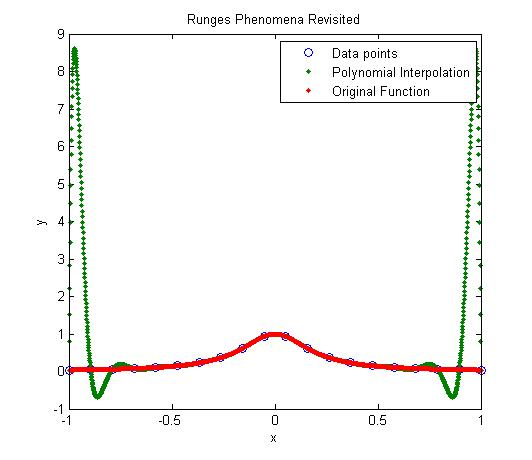 Runges Phenomena Revisited
9
8
7
6
5
4
3
2
1
0
-1
y
Data points
Polynomial Interpolation
Original Function
-1 -0.5 0 0.5 1
x